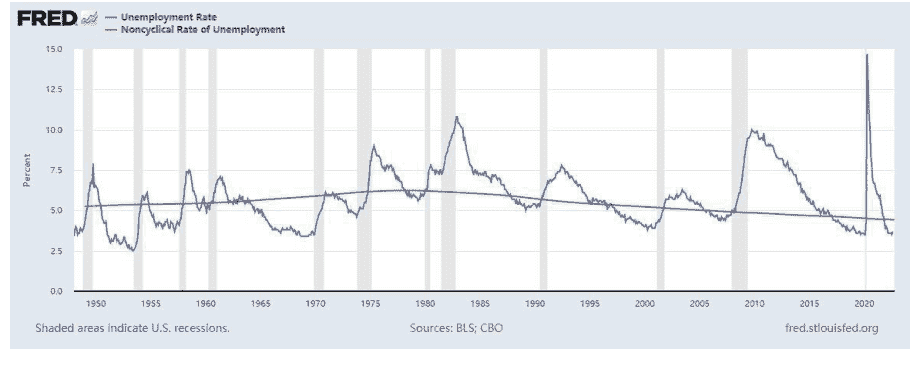 FRED
— Unemployment Rate
— Noncyclical Rate of Unemployment
15.0
12.5
10.0
7.5
5.0
2.5
0.0
Percent
1950 1955 1960 1965 1970 1975 1980 1985 1990 1995 2000 2005 2010 2015 2020
Shaded areas indicate U.S. recessions. Sources: BLS; CBO fred.stlouisfed.org